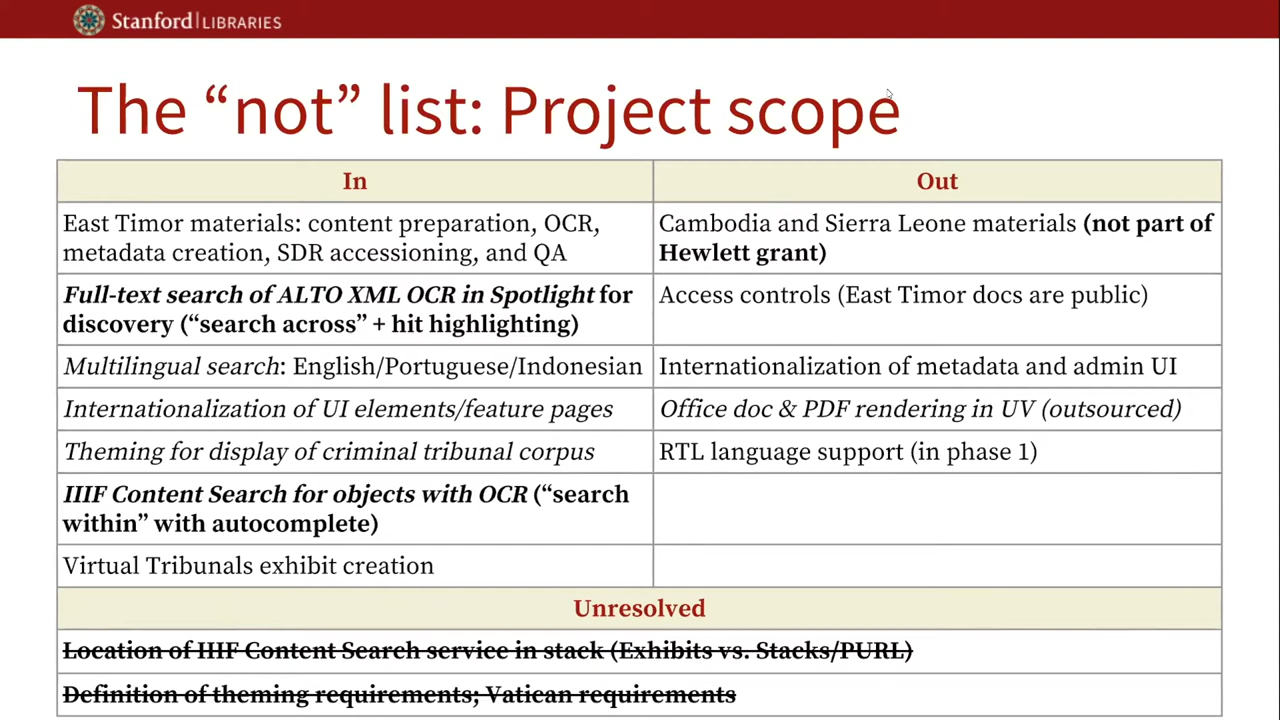 Stanford LIBRARIES
The “not” list: Project scope
In
Out
East Timor materials: content preparation, OCR,
metadata creation, SDR accessioning, and QA
Cambodia and Sierra Leone materials (not part of
Hewlett grant)
Full-text search of ALTO XML OCR in Spotlight for
discovery (“search across” + hit highlighting)
Access controls (East Timor docs are public)
Multilingual search: English/Portuguese/Indonesian
Internationalization of metadata and admin UI
Internationalization of UI elements/feature pages
Office doc & PDF rendering in UV (outsourced)
Theming for display of criminal tribunal corpus
RTL language support (in phase 1)
IIIF Content Search for objects with OCR (“search
within” with autocomplete)
Virtual Tribunals exhibit creation
Unresolved
Location of IIIF Content Search service in stack (Exhibits vs. Stacks/PURL)
Definition of theming requirements; Vatican requirements